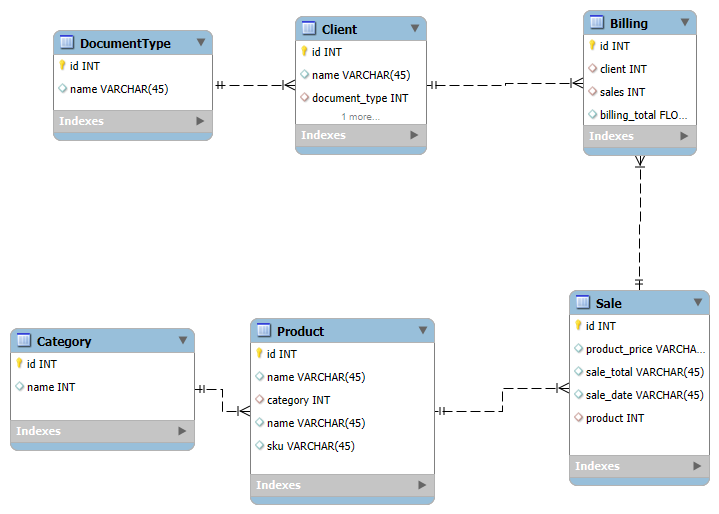 DocumentType
id INT
name VARCHAR(45)
Indexes
Client
id INT
name VARCHAR(45)
document_type INT
1 more...
Billing
id INT
client INT
sales INT
billing_total FLO...
Indexes
Category
id INT
name INT
Indexes
Product
id INT
name VARCHAR(45)
category INT
name VARCHAR(45)
sku VARCHAR(45)
Indexes
Sale
id INT
product_price VARCHA...
sale_total VARCHAR(45)
sale_date VARCHAR(45)
product INT
Indexes